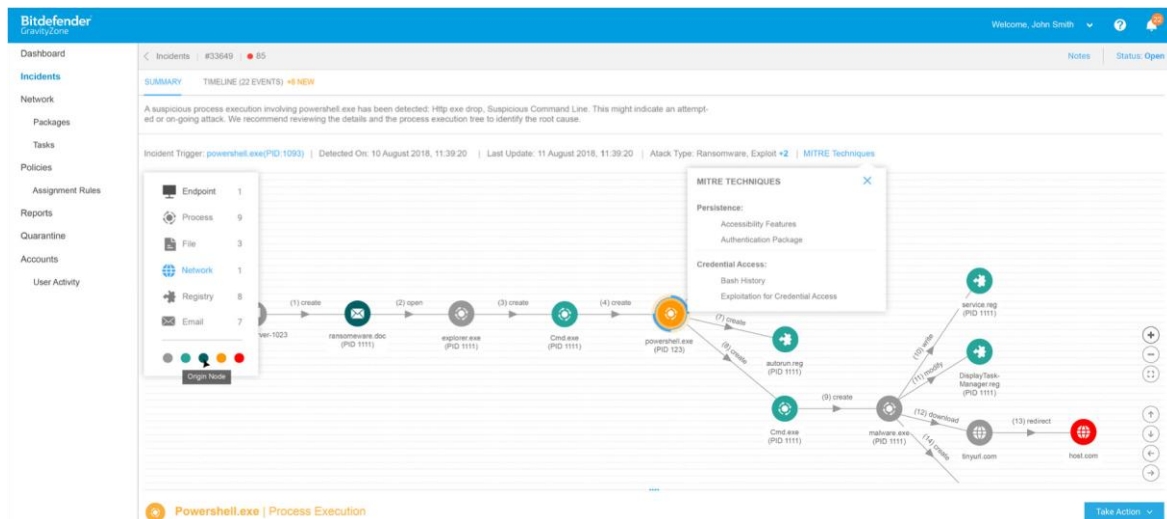 Bitdefender
GravityZone
Welcome, John Smith
?
22
Dashboard
Incidents
Network
Packages
Tasks
Policies
Assignment Rules
Reports
Quarantine
Accounts
User Activity
Incidents | #33649 | 85
Notes
Status: Open
SUMMARY
TIMELINE (22 EVENTS) +8 NEW
A suspicious process execution involving powershell.exe has been detected: Http exe drop, Suspicious Command Line. This might indicate an attempt-
ed or on-going attack. We recommend reviewing the details and the process execution tree to identify the root cause.
Incident Trigger: powershell.exe(PID:1093) | Detected On: 10 August 2018, 11:39:20 | Last Update: 11 August 2018, 11:39:20 | Atack Type: Ransomware, Exploit +2 | MITRE Techniques
Endpoint 1
Process 9
File 3
Network 1
Registry 8
Email 7
Origin Node
MITRE TECHNIQUES
Persistence:
Accessibility Features
Authentication Package
Credential Access:
Bash History
Exploitation for Credential Access
ver-1023
(1) create
ransomeware.doc
(PID 1111)
(2) open
explorer.exe
(PID 1111)
(3) create
Cmd.exe
(PID 1111)
(4) create
powershell.exe
(PID 123)
(7) create
autorun.reg
(PID 1111)
(8) create
Cmd.exe
(PID 1111)
(9) create
malware.exe
(PID 1111)
(10) write
service.reg
(PID 1111)
(11) modify
DisplayTask-
Manager.reg
(PID 1111)
(12) download
tinyurl.com
(13) redirect
host.com
(14) create
Powershell.exe | Process Execution
Take Action